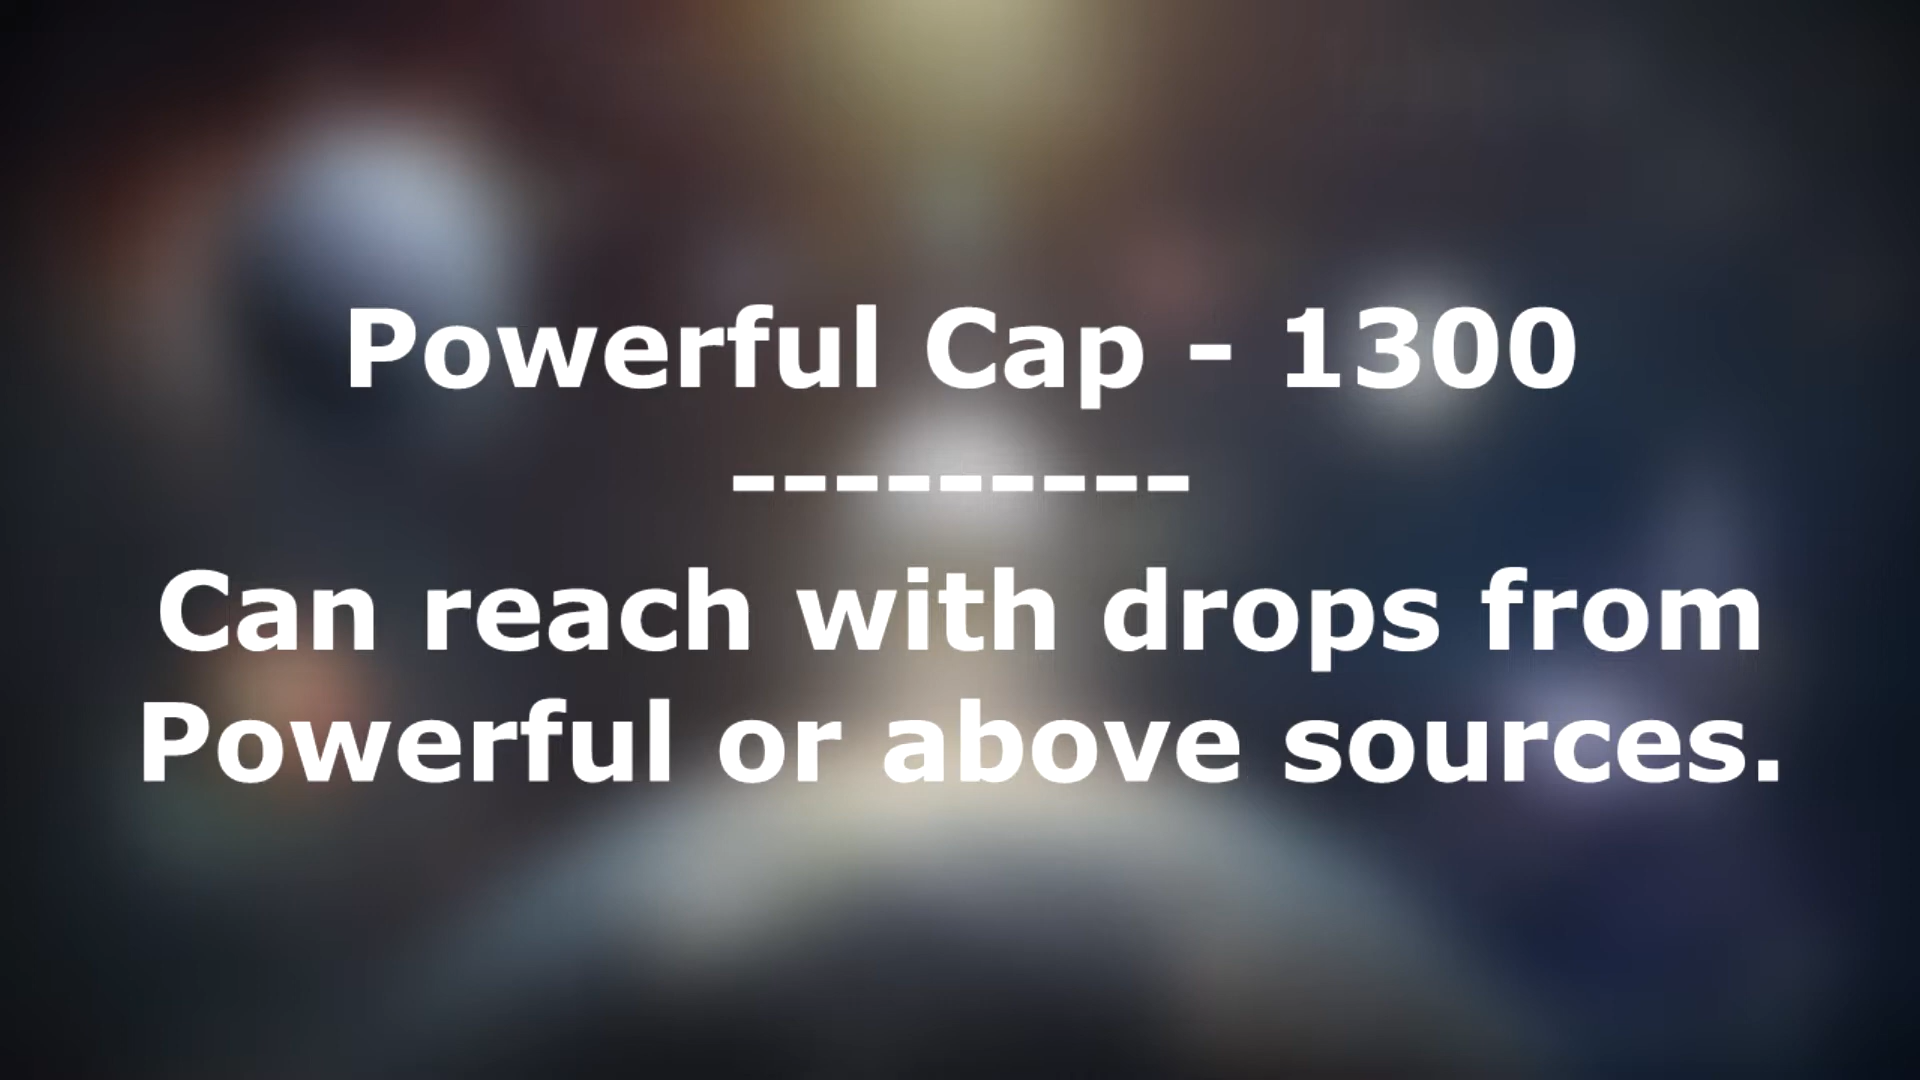 Powerful Cap - 1300
---------
Can reach with drops from
Powerful or above sources.